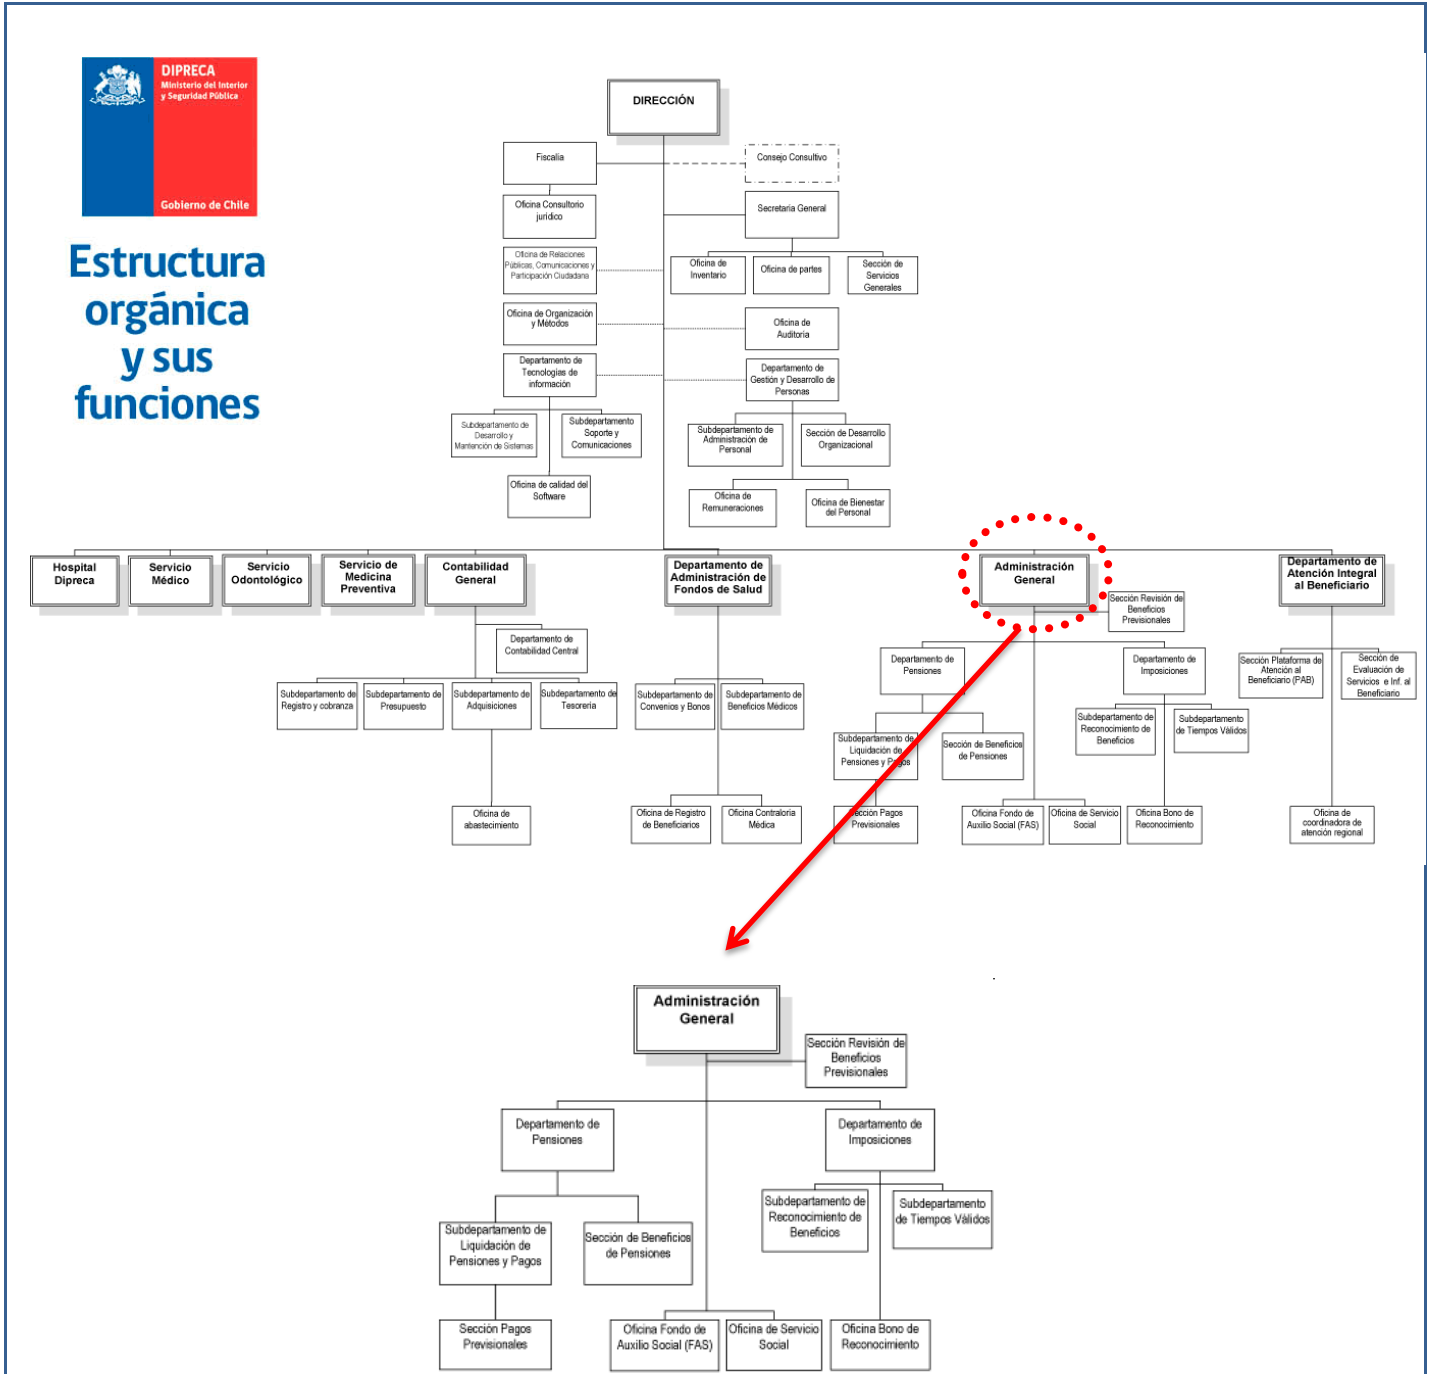 DIPRECA
Ministerio del Interior
y Seguridad Pública
Gobierno de Chile
Estructura
orgánica
y sus
funciones
DIRECCIÓN
Fiscalía
Consejo Consultivo
Oficina Consultorio
jurídico
Secretaria General
Oficina de Relaciones
Públicas, Comunicaciones y
Participación Ciudadana
Oficina de
Inventario
Oficina de partes
Sección de
Servicios
Generales
Oficina de Organización
y Métodos
Oficina de
Auditoría
Departamento de
Tecnologías de
información
Departamento de
Gestión y Desarrollo de
Personas
Subdepartamento de
Desarrollo y
Mantención de Sistemas
Subdepartamento
Soporte y
Comunicaciones
Subdepartamento de
Administración de
Personal
Sección de Desarrollo
Organizacional
Oficina de calidad del
Software
Oficina de
Remuneraciones
Oficina de Bienestar
del Personal
Hospital
Dipreca
Servicio
Médico
Servicio
Odontológico
Servicio de
Medicina
Preventiva
Contabilidad
General
Departamento de
Administración de
Fondos de Salud
Administración
General
Departamento de
Atención Integral
al Beneficiario
Sección Revisión de
Beneficios
Previsionales
Departamento de
Contabilidad Central
Departamento de
Pensiones
Departamento de
Imposiciones
Sección Plataforma de
Atención al
Beneficiario (PAB)
Sección de
Evaluación de
Servicios e Inf. al
Beneficiario
Subdepartamento de
Registro y cobranza
Subdepartamento de
Presupuesto
Subdepartamento de
Adquisiciones
Subdepartamento de
Tesorería
Subdepartamento de
Convenios y Bonos
Subdepartamento de
Beneficios Médicos
Subdepartamento de
Liquidación de
Pensiones y Pagos
Sección de Beneficios
de Pensiones
Subdepartamento de
Reconocimiento de
Beneficios
Subdepartamento
de Tiempos Vàlidos
Oficina de
abastecimiento
Oficina de Registro
de Beneficiarios
Oficina Contraloría
Médica
Sección Pagos
Previsionales
Oficina Fondo de
Auxilio Social (FAS)
Oficina de Servicio
Social
Oficina Bono de
Reconocimiento
Oficina de
coordinadora de
atención regional
Administración
General
Sección Revisión de
Beneficios
Previsionales
Departamento de
Pensiones
Departamento de
Imposiciones
Subdepartamento de
Liquidación de
Pensiones y Pagos
Sección de Beneficios
de Pensiones
Subdepartamento de
Reconocimiento de
Beneficios
Subdepartamento
de Tiempos Vàlidos
Sección Pagos
Previsionales
Oficina Fondo de
Auxilio Social (FAS)
Oficina de Servicio
Social
Oficina Bono de
Reconocimiento